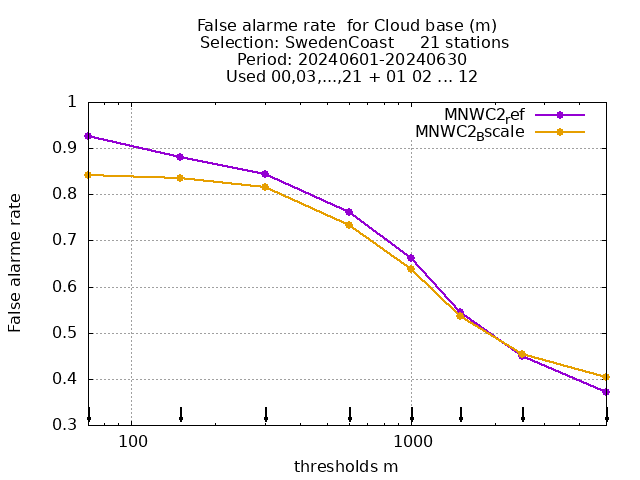 False alarme rate  for Cloud base (m)
Selection: SwedenCoast     21 stations
Period: 20240601-20240630
Used 00,03,...,21 + 01 02 ... 12
MNWC2ref
MNWC2Bscale
1
0.9
0.8
0.7
0.6
0.5
0.4
0.3
False alarme rate
100
1000
thresholds m